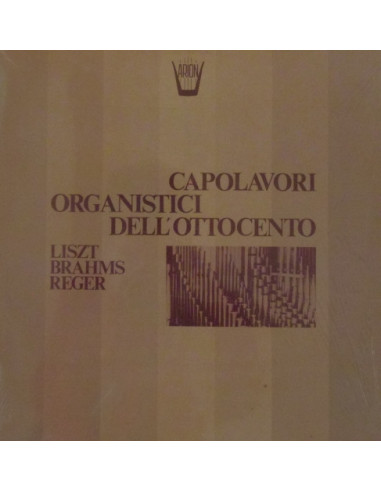 ARION
CAPOLAVORI
ORGANISTICI
DELL'OTTOCENTO
LISZT
BRAHMS
REGER